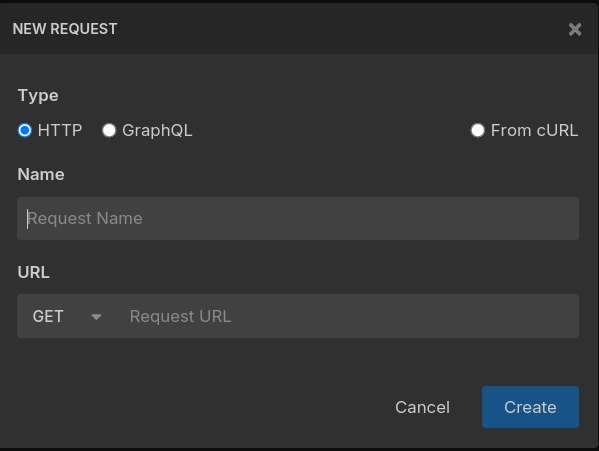 NEW REQUEST
Type
HTTP GraphQL From cURL
Name
Request Name
URL
GET Request URL
Cancel Create